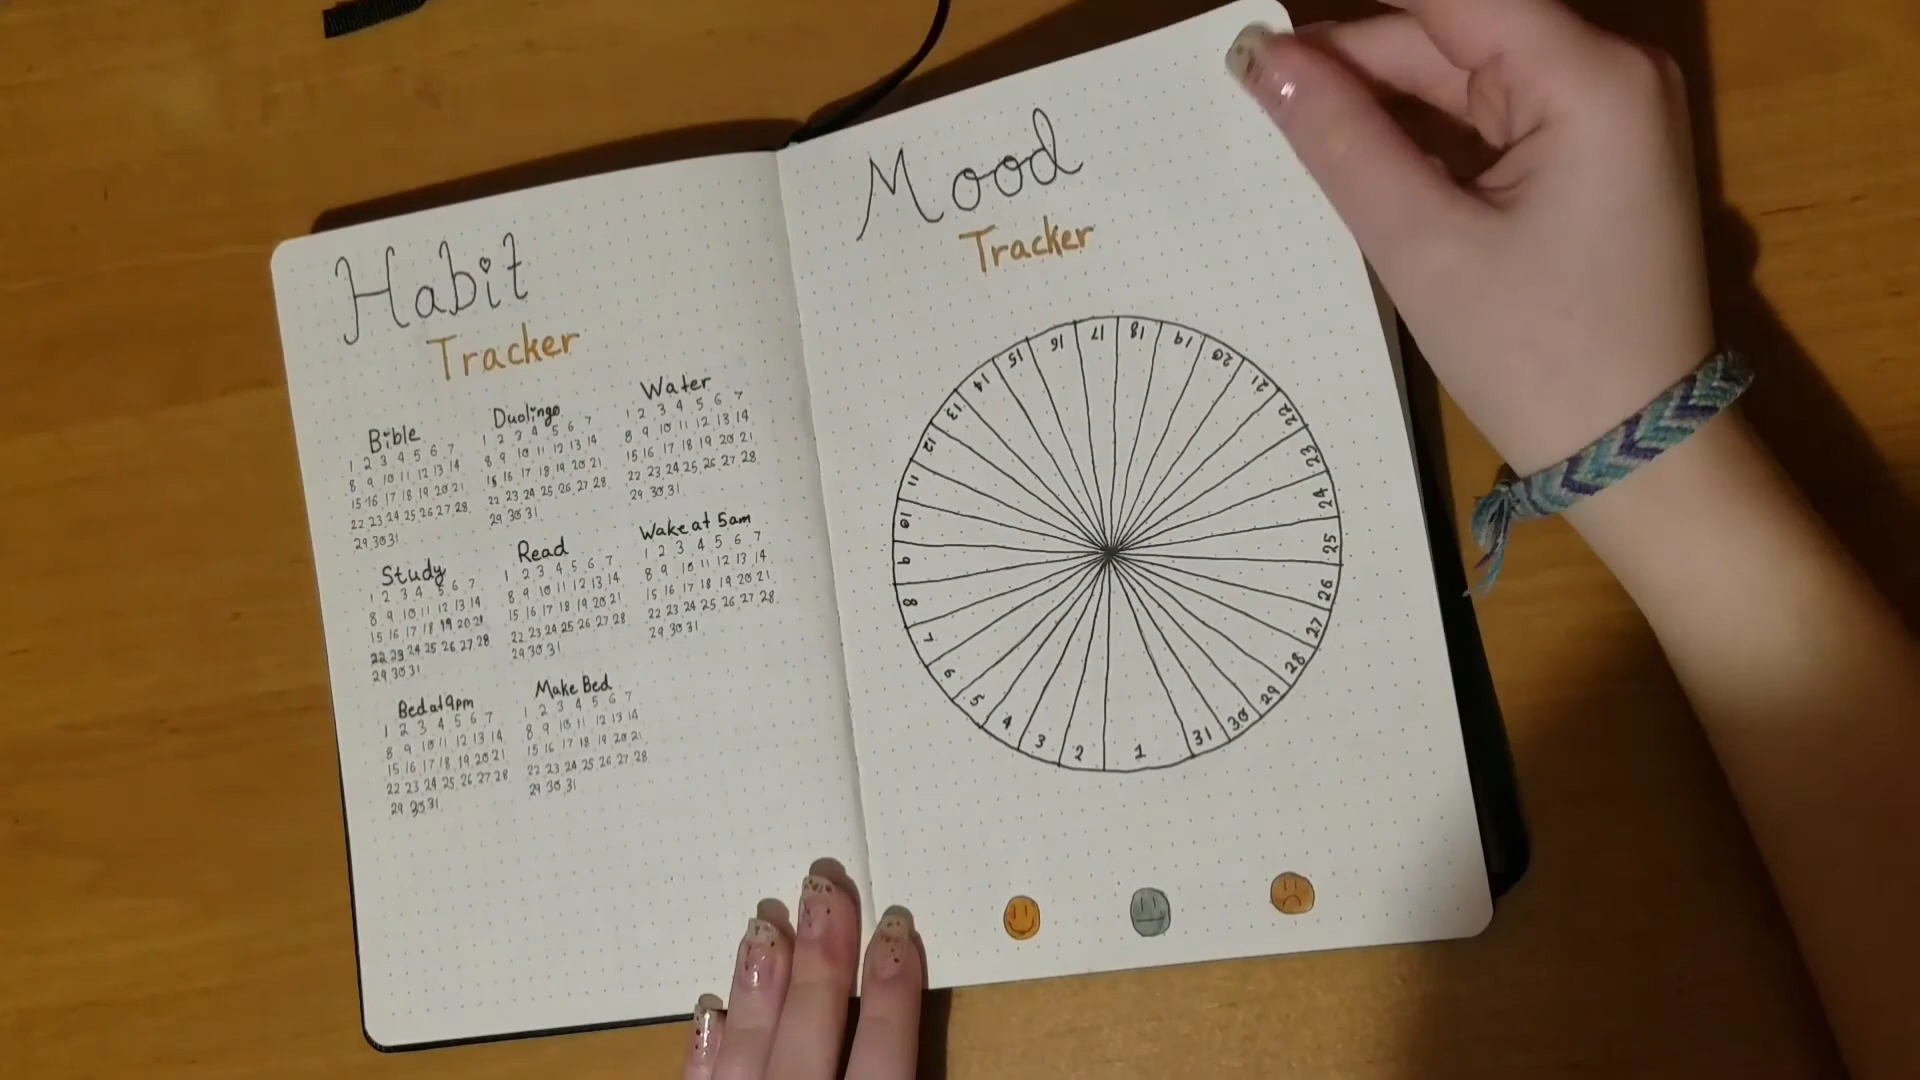 Habit
Tracker
Bible
1 2 3 4 5 6 7
8 9 10 11 12 13 14
15 16 17 18 19 20 21
22 23 24 25 26 27 28
29 30 31
Duolingo
1 2 3 4 5 6 7
8 9 10 11 12 13 14
15 16 17 18 19 20 21
22 23 24 25 26 27 28
29 30 31
Water
1 2 3 4 5 6 7
8 9 10 11 12 13 14
15 16 17 18 19 20 21
22 23 24 25 26 27 28
29 30 31
Study
1 2 3 4 5 6 7
8 9 10 11 12 13 14
15 16 17 18 19 20 21
22 23 24 25 26 27 28
29 30 31
Read
1 2 3 4 5 6 7
8 9 10 11 12 13 14
15 16 17 18 19 20 21
22 23 24 25 26 27 28
29 30 31
Wake at 5am
1 2 3 4 5 6 7
8 9 10 11 12 13 14
15 16 17 18 19 20 21
22 23 24 25 26 27 28
29 30 31
Bed at 9pm
1 2 3 4 5 6 7
8 9 10 11 12 13 14
15 16 17 18 19 20 21
22 23 24 25 26 27 28
29 30 31
Make Bed
1 2 3 4 5 6 7
8 9 10 11 12 13 14
15 16 17 18 19 20 21
22 23 24 25 26 27 28
29 30 31
Mood
Tracker
1
2
3
4
5
6
7
8
9
10
11
12
13
14
15
16
17
18
19
20
21
22
23
24
25
26
27
28
29
30
31